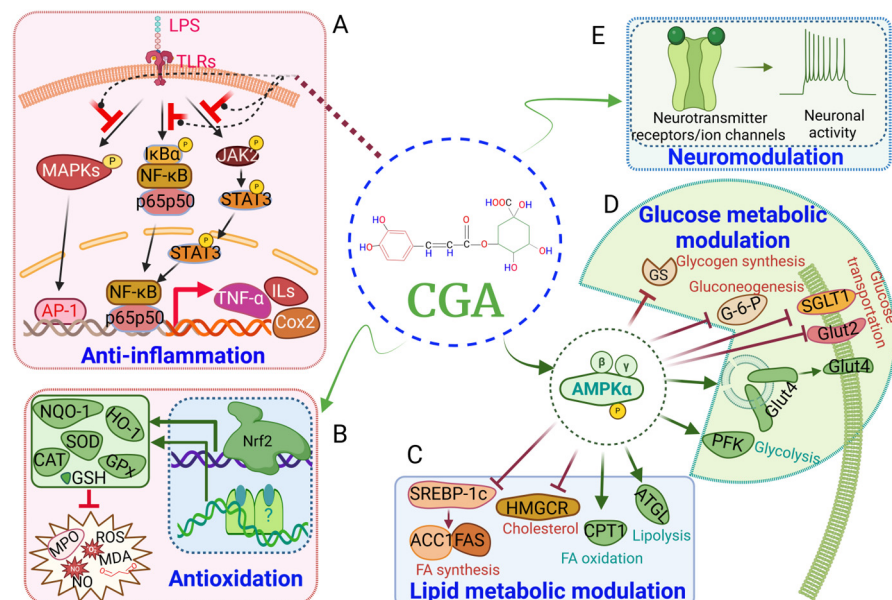 A
LPS
TLRs
MAPKs
P
IκBα
P
NF-κB
p65p50
JAK2
P
STAT3
P
STAT3
P
NF-κB
p65p50
AP-1
TNF-α
ILs
Cox2
Anti-inflammation
HO
HO
O
C
H
C
H
C
O
HOOC
OH
OH
HO
CGA
E
Neurotransmitter
receptors/ion channels
Neuronal
activity
Neuromodulation
D
Glucose metabolic
modulation
GS
Glycogen synthesis
Gluconeogenesis
G-6-P
SGLT1
Glut2
Glucose
transportation
Glut4
Glut4
PFK
Glycolysis
β
γ
AMPKα
P
B
NQO-1
HO-1
SOD
CAT
GPx
GSH
Nrf2
?
MPO
ROS
O₂
MDA
NO
NO
Antioxidation
C
SREBP-1c
ACC1
FAS
FA synthesis
HMGCR
Cholesterol
CPT1
FA oxidation
ATGL
Lipolysis
Lipid metabolic modulation